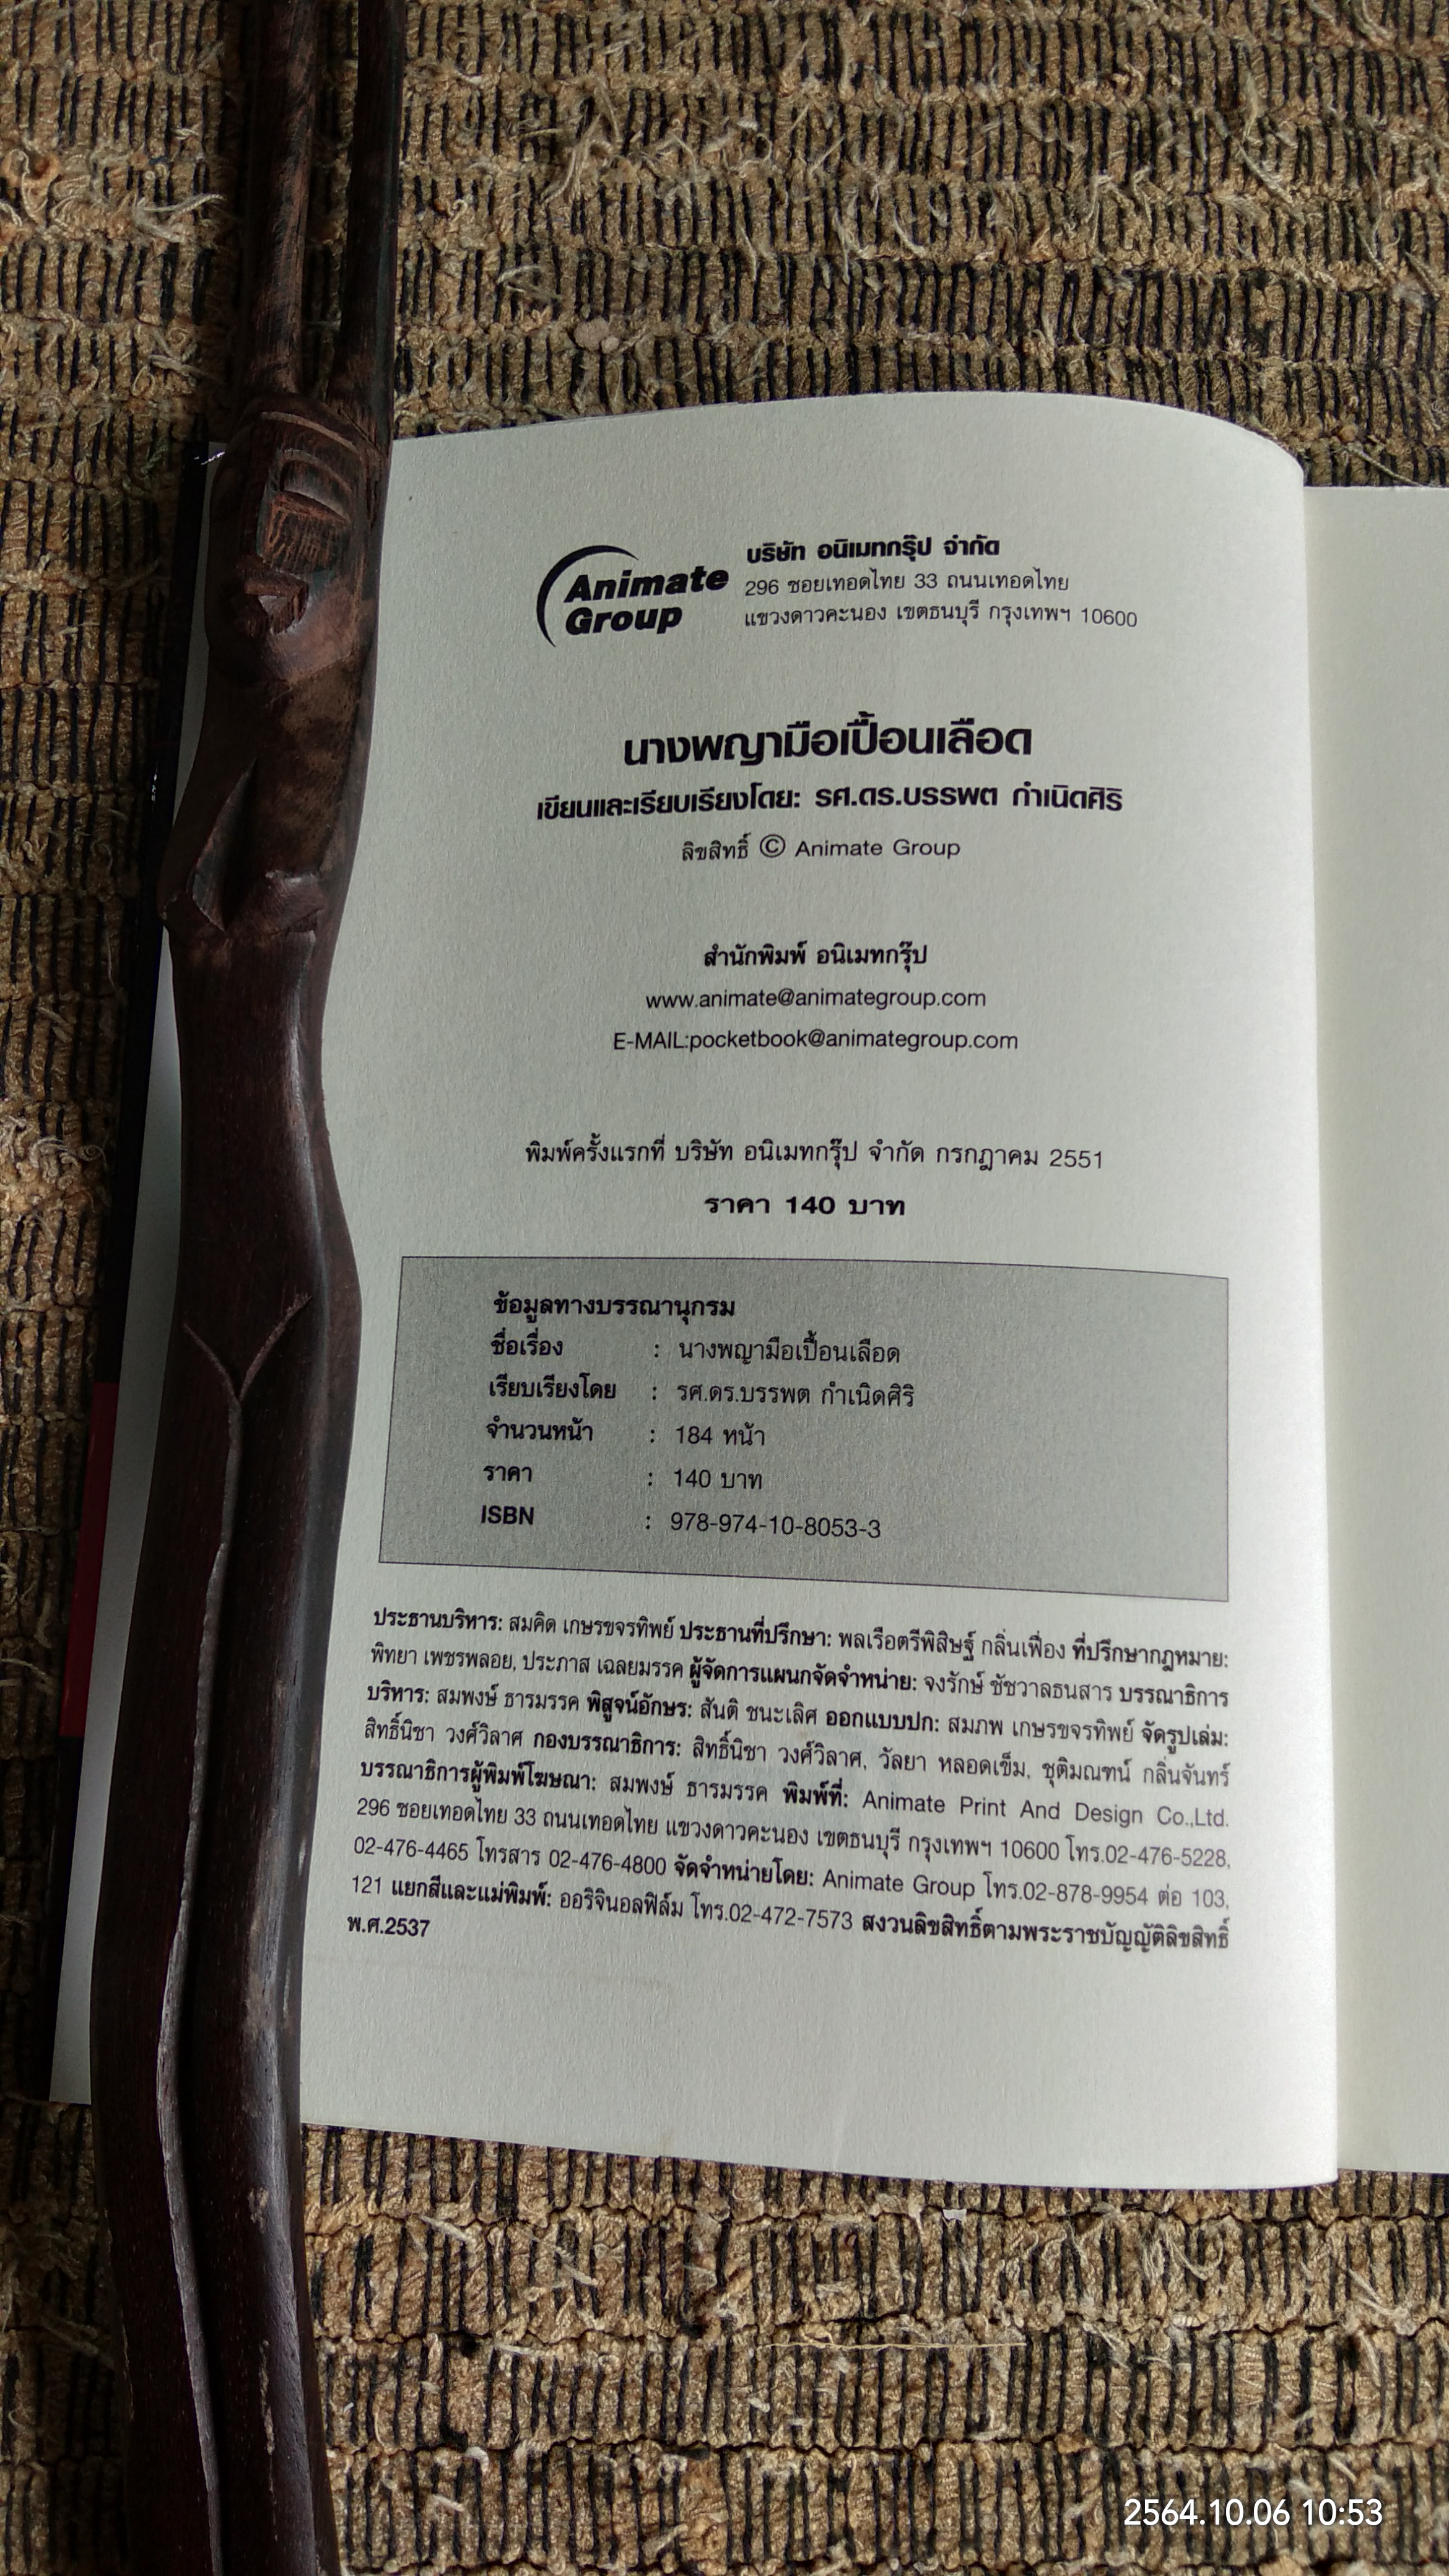 Animate
Group
บริษัท อนิเมทกรุ๊ป จำกัด
296 ซอยเทอดไทย 33 ถนนเทอดไทย
แขวงดาวคะนอง เขตธนบุรี กรุงเทพฯ 10600
นางพญามือเปื้อนเลือด
เขียนและเรียบเรียงโดย: รศ.ดร.บรรพต กำเนิดศิริ
ลิขสิทธิ์ © Animate Group
สำนักพิมพ์ อนิเมทกรุ๊ป
www.animate@animategroup.com
E-MAIL:pocketbook@animategroup.com
พิมพ์ครั้งแรกที่ บริษัท อนิเมทกรุ๊ป จำกัด กรกฎาคม 2551
ราคา 140 บาท
ข้อมูลทางบรรณานุกรม
ชื่อเรื่อง : นางพญามือเปื้อนเลือด
เรียบเรียงโดย : รศ.ดร.บรรพต กำเนิดศิริ
จำนวนหน้า : 184 หน้า
ราคา : 140 บาท
ISBN : 978-974-10-8053-3
ประธานบริหาร: สมคิด เกษรขจรทิพย์ ประธานที่ปรึกษา: พลเรือตรีพิสิษฐ์ กลิ่นเฟื่อง ที่ปรึกษากฎหมาย:
พิทยา เพชรพลอย, ประภาส เฉลยมรรค ผู้จัดการแผนกจัดจำหน่าย: จงรักษ์ ชัชวาลธนสาร บรรณาธิการ
บริหาร: สมพงษ์ ธารมรรค พิสูจน์อักษร: สันติ ชนะเลิศ ออกแบบปก: สมภพ เกษรขจรทิพย์ จัดรูปเล่ม:
สิทธิ์นิชา วงศ์วิลาศ กองบรรณาธิการ: สิทธิ์นิชา วงศ์วิลาศ, วัลยา หลอดเข็ม, ชุติมณฑน์ กลิ่นจันทร์
บรรณาธิการผู้พิมพ์โฆษณา: สมพงษ์ ธารมรรค พิมพ์ที่: Animate Print And Design Co.,Ltd.
296 ซอยเทอดไทย 33 ถนนเทอดไทย แขวงดาวคะนอง เขตธนบุรี กรุงเทพฯ 10600 โทร.02-476-5228,
02-476-4465 โทรสาร 02-476-4800 จัดจำหน่ายโดย: Animate Group โทร.02-878-9954 ต่อ 103,
121 แยกสีและแม่พิมพ์: ออริจินอลฟิล์ม โทร.02-472-7573 สงวนลิขสิทธิ์ตามพระราชบัญญัติลิขสิทธิ์
พ.ศ.2537
2564.10.06 10:53